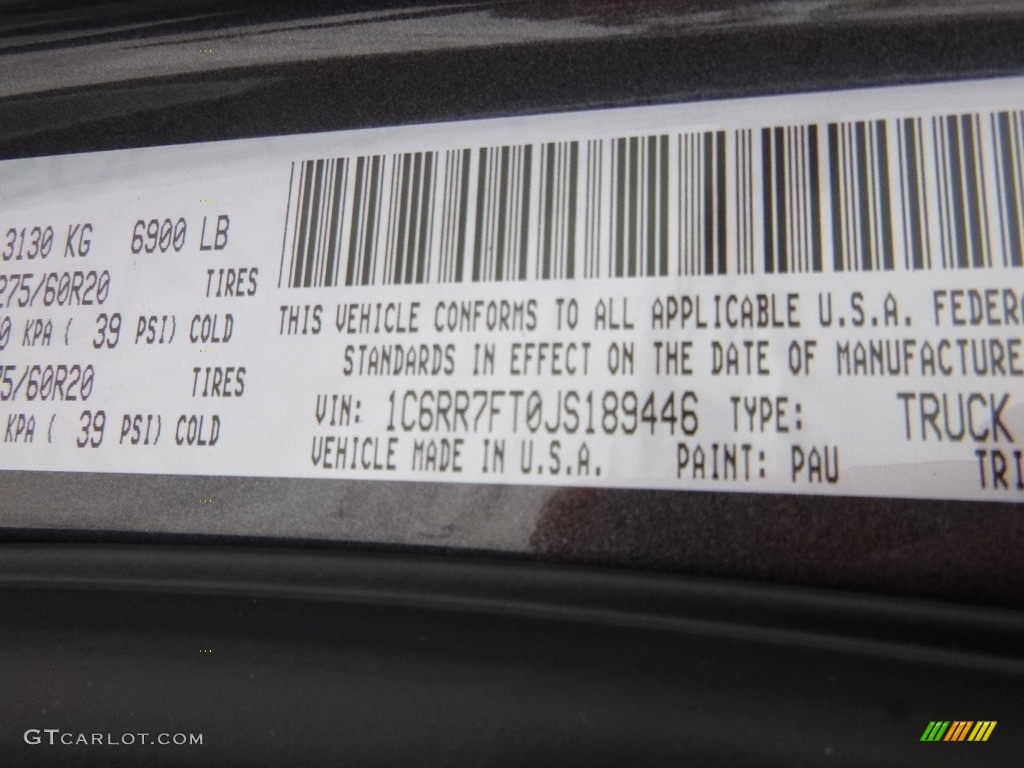 3130 KG 6900 LB
275/60R20 TIRES
0 KPA ( 39 PSI) COLD
75/60R20 TIRES
KPA ( 39 PSI) COLD
THIS VEHICLE CONFORMS TO ALL APPLICABLE U.S.A. FEDER
STANDARDS IN EFFECT ON THE DATE OF MANUFACTURE
VIN: 1C6RR7FT0JS189446 TYPE: TRUCK
VEHICLE MADE IN U.S.A. PAINT: PAU TRI
GTCARLOT.COM